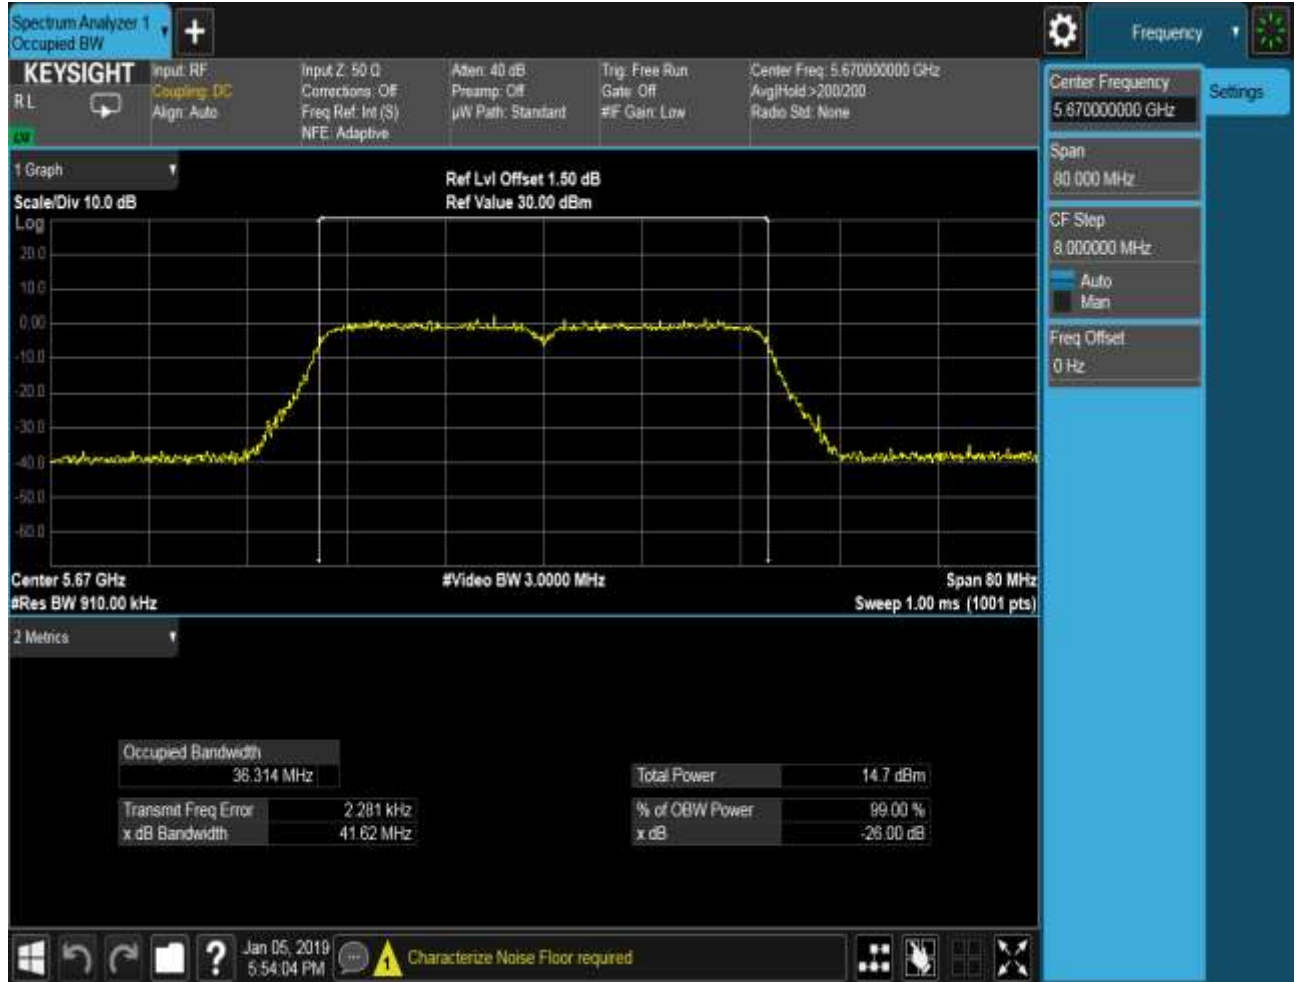 Spectrum Analyzer 1
Occupied BW
Frequency
KEYSIGHT
RL
Input: RF
Coupling: DC
Align: Auto
Input Z: 50 Ω
Corrections: Off
Freq Ref: Int (S)
NFE: Adaptive
Atten: 40 dB
Preamp: Off
µW Path: Standard
Trig: Free Run
Gate: Off
#IF Gain: Low
Center Freq: 5.670000000 GHz
Avg|Hold:>200/200
Radio Std: None
Center Frequency
5.670000000 GHz
Settings
Span
80.000 MHz
CF Step
8.000000 MHz
Auto
Man
Freq Offset
0 Hz
1 Graph
Scale/Div 10.0 dB
Ref Lvl Offset 1.50 dB
Ref Value 30.00 dBm
Log
20.0
10.0
0.00
-10.0
-20.0
-30.0
-40.0
-50.0
-60.0
Center 5.67 GHz
#Video BW 3.0000 MHz
Span 80 MHz
#Res BW 910.00 kHz
Sweep 1.00 ms (1001 pts)
2 Metrics
Occupied Bandwidth
36.314 MHz
Total Power 14.7 dBm
Transmit Freq Error 2.281 kHz
% of OBW Power 99.00 %
x dB Bandwidth 41.62 MHz
x dB -26.00 dB
Jan 05, 2019
5:54:04 PM
1
Characterize Noise Floor required